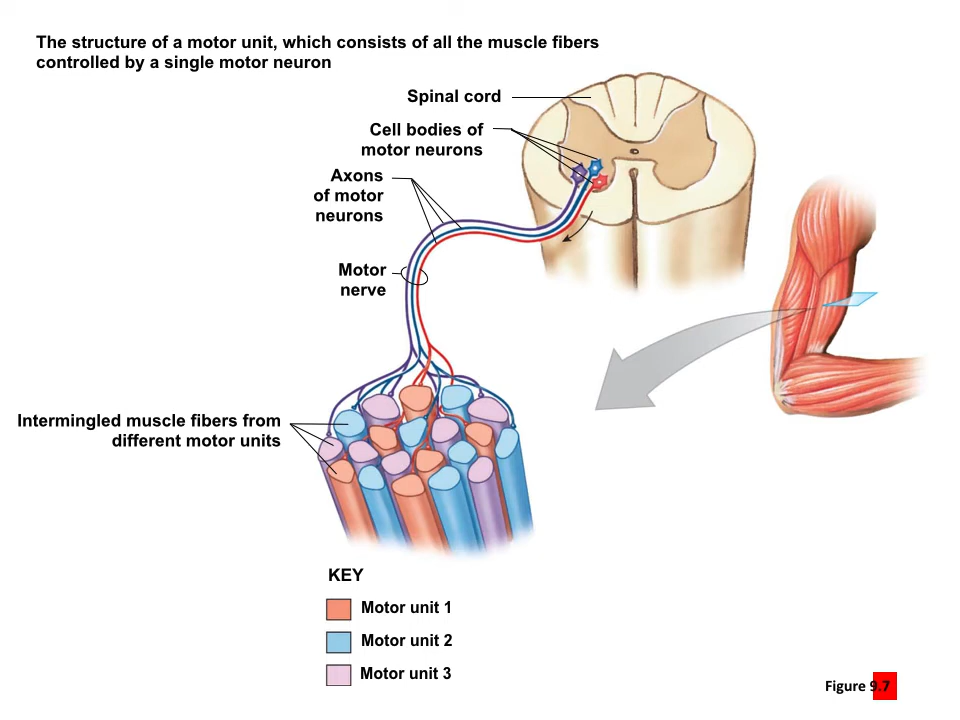 The structure of a motor unit, which consists of all the muscle fibers
controlled by a single motor neuron
Spinal cord
Cell bodies of
motor neurons
Axons
of motor
neurons
Motor
nerve
Intermingled muscle fibers from
different motor units
KEY
Motor unit 1
Motor unit 2
Motor unit 3
Figure 9.7